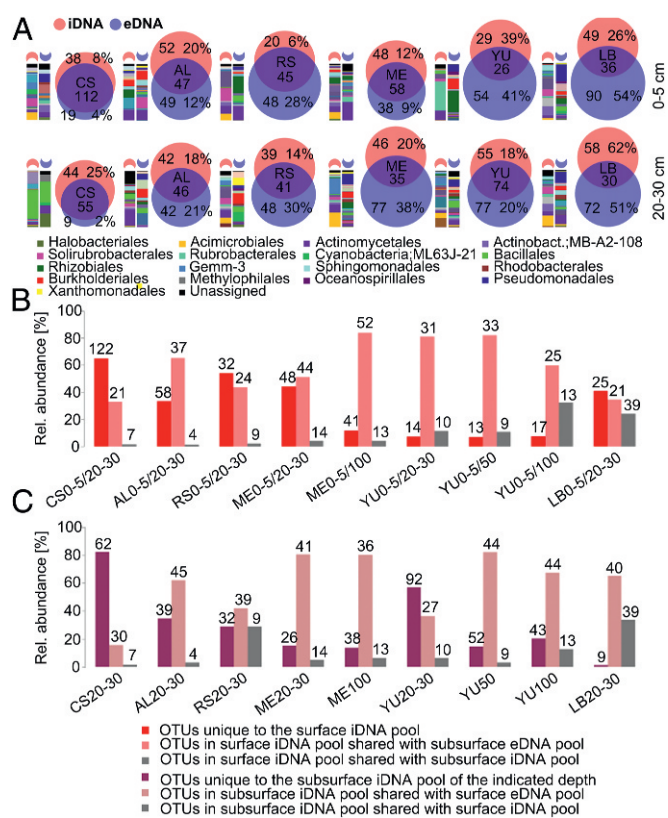 A iDNA eDNA
38 8% 52 20% 20 6% 48 12% 29 39% 49 26%
CS AL RS ME YU LB
112 47 45 58 26 36
19 4% 49 12% 48 28% 38 9% 54 41% 90 54%
0-5 cm
44 25% 42 18% 39 14% 46 20% 55 18% 58 62%
CS AL RS ME YU LB
55 46 41 35 74 30
9 2% 42 21% 48 30% 77 38% 77 20% 72 51%
20-30 cm
Halobacteriales Acimicrobiales Actinomycetales Actinobact.;MB-A2-108
Solirubrobacterales Rubrobacterales Cyanobacteria;ML63J-21 Bacillales
Rhizobiales Gemm-3 Sphingomonadales Rhodobacterales
Burkholderiales Methylophilales Oceanospirillales Pseudomonadales
Xanthomonadales Unassigned
B
Rel. abundance [%]
100
80
60
40
20
0
122 21 7 58 37 4 32 24 9 48 44 14 41 52 13 14 31 10 13 33 9 17 25 13 25 21 39
CS0-5/20-30 AL0-5/20-30 RS0-5/20-30 ME0-5/20-30 ME0-5/100 YU0-5/20-30 YU0-5/50 YU0-5/100 LB0-5/20-30
C
Rel. abundance [%]
100
80
60
40
20
0
62 30 7 39 45 4 32 39 9 26 41 14 38 36 13 92 27 10 52 44 9 43 44 13 9 40 39
CS20-30 AL20-30 RS20-30 ME20-30 ME100 YU20-30 YU50 YU100 LB20-30
OTUs unique to the surface iDNA pool
OTUs in surface iDNA pool shared with subsurface eDNA pool
OTUs in surface iDNA pool shared with subsurface iDNA pool
OTUs unique to the subsurface iDNA pool of the indicated depth
OTUs in subsurface iDNA pool shared with surface eDNA pool
OTUs in subsurface iDNA pool shared with surface iDNA pool